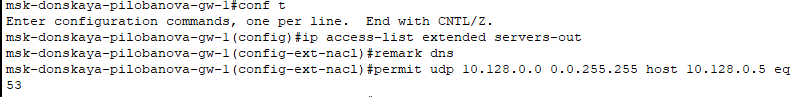 msk-donskaya-pilobanova-gw-1#conf t
Enter configuration commands, one per line.  End with CNTL/Z.
msk-donskaya-pilobanova-gw-1(config)#ip access-list extended servers-out
msk-donskaya-pilobanova-gw-1(config-ext-nacl)#remark dns
msk-donskaya-pilobanova-gw-1(config-ext-nacl)#permit udp 10.128.0.0 0.0.255.255 host 10.128.0.5 eq
53